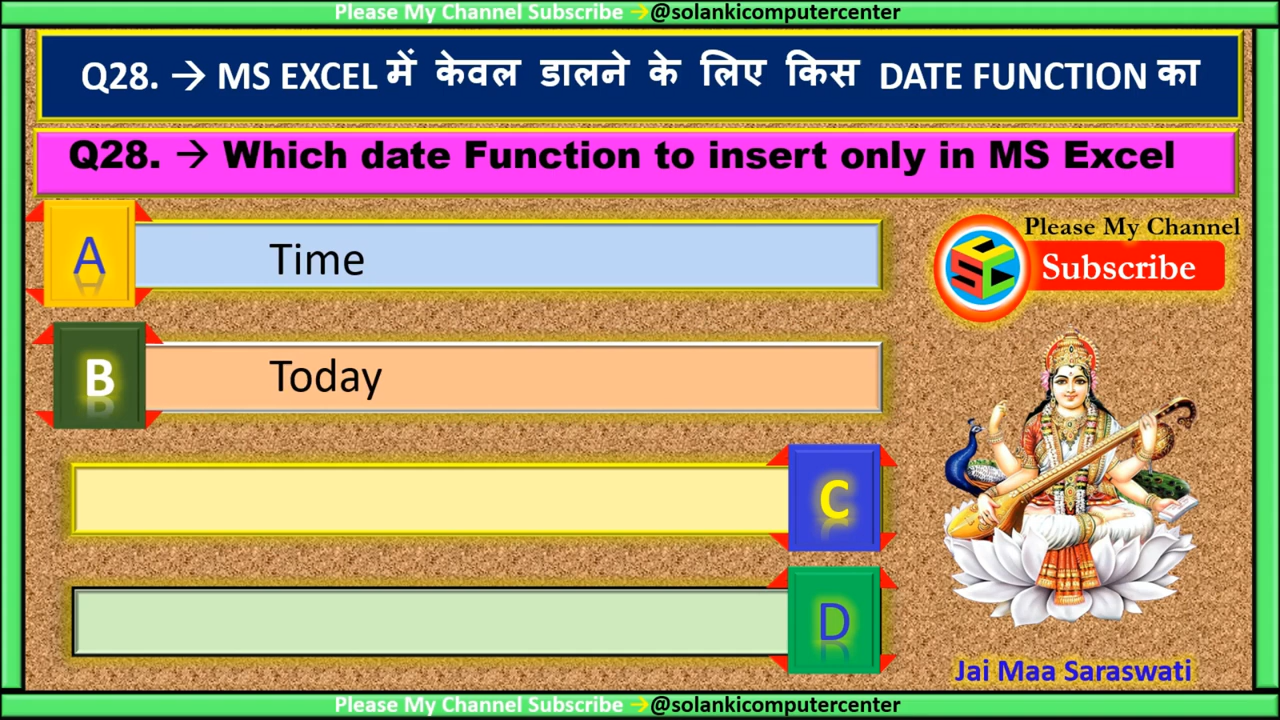 Please My Channel Subscribe → @solankicomputercenter
Q28. → MS EXCEL में केवल डालने के लिए किस DATE FUNCTION का
Q28. → Which date Function to insert only in MS Excel
A Time
B Today
C
D
Please My Channel
Subscribe
SCC
Jai Maa Saraswati
Please My Channel Subscribe → @solankicomputercenter